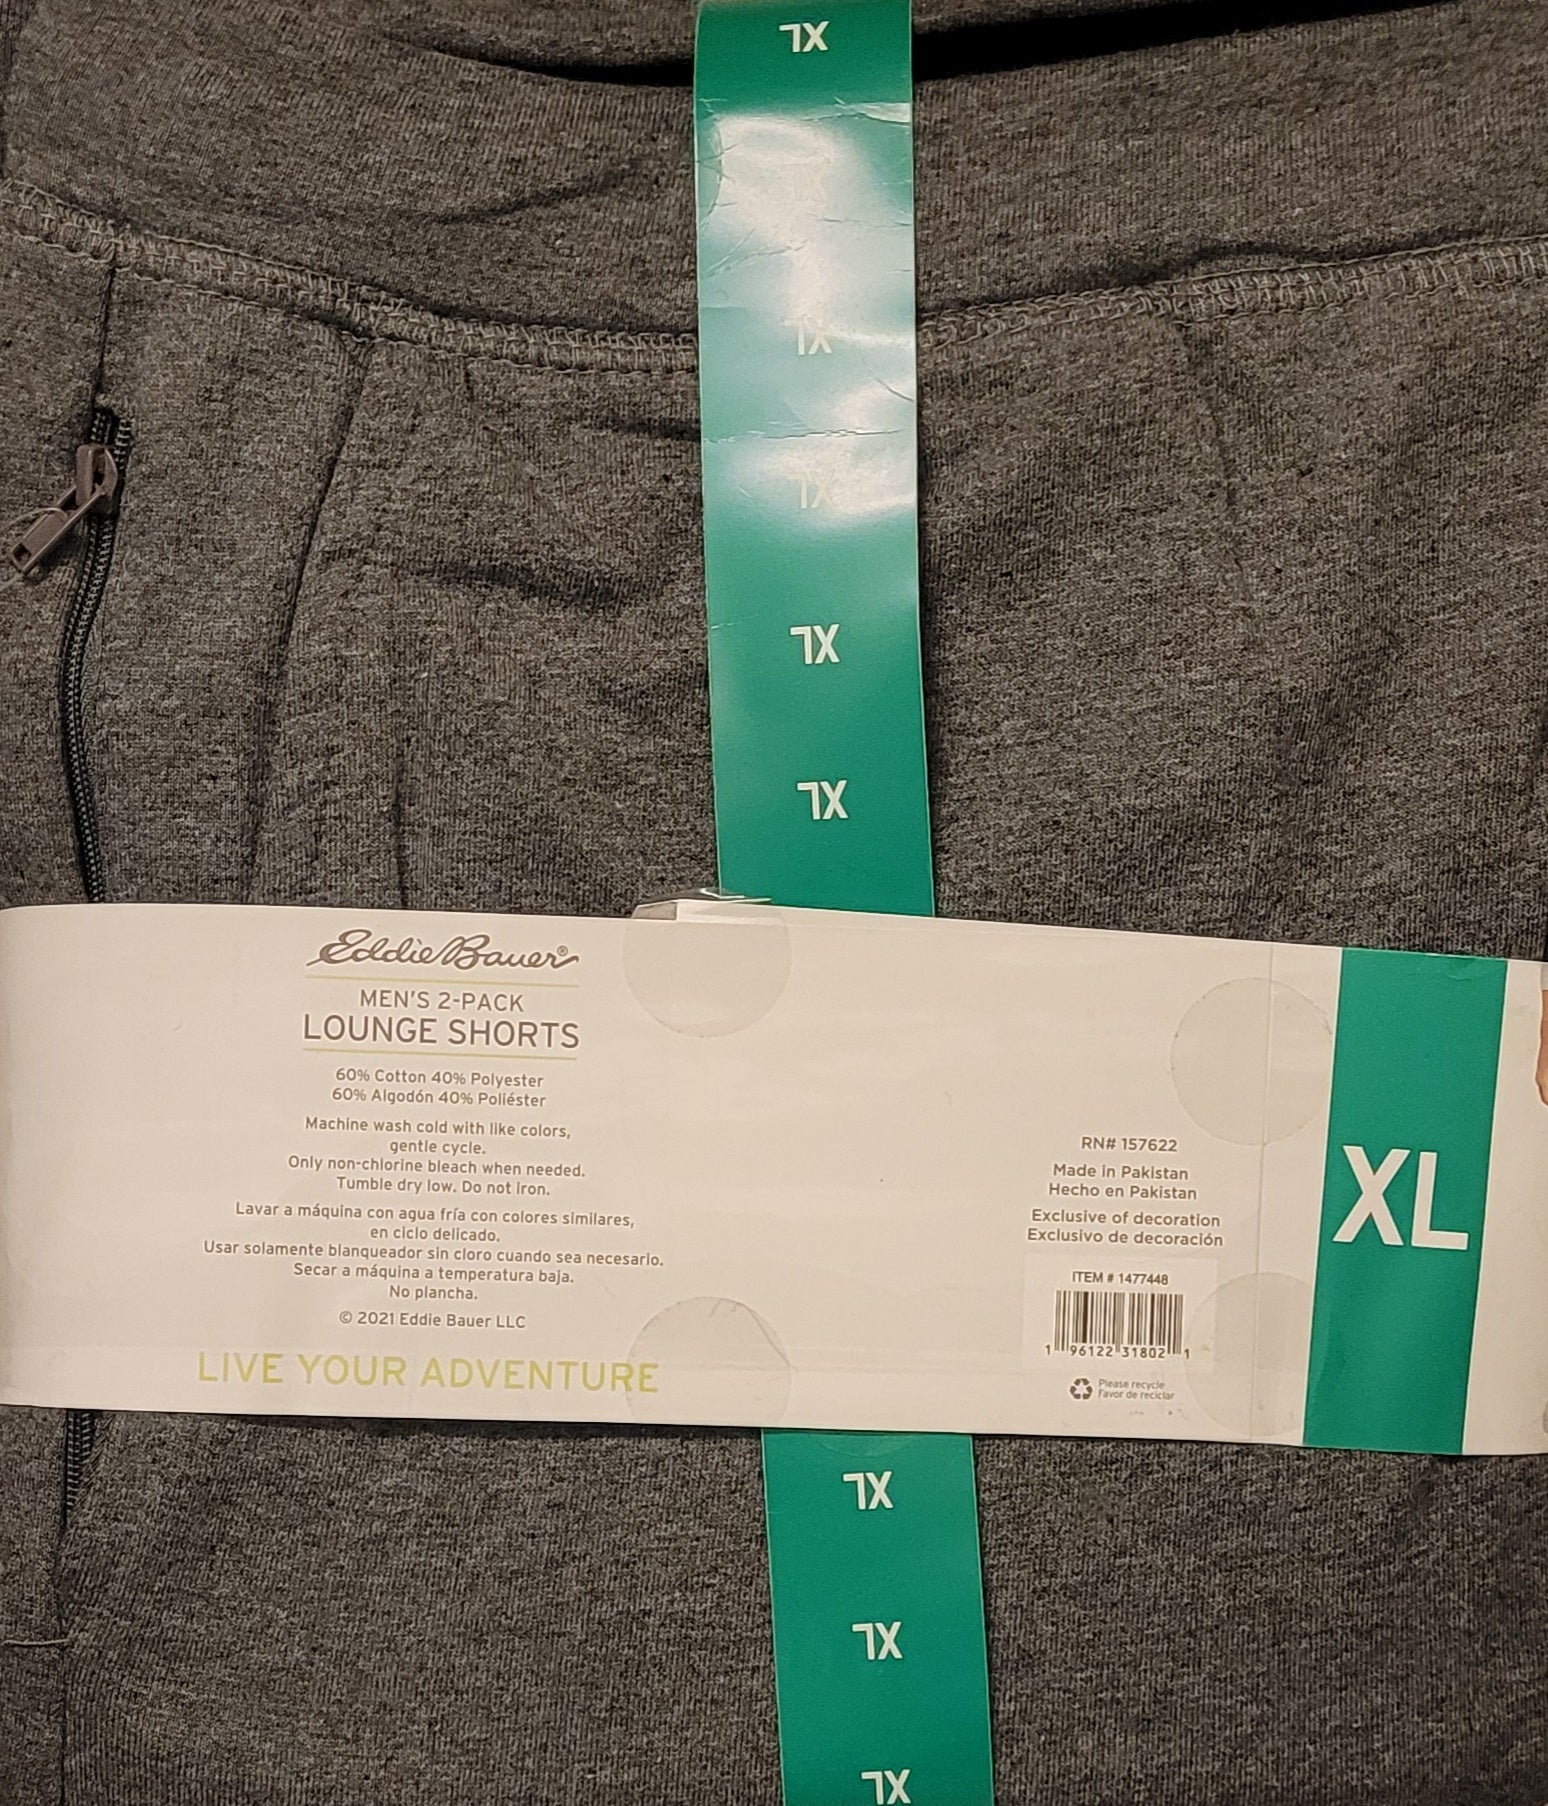 XL
XL
XL
XL
XL
XL
Eddie Bauer®
MEN'S 2-PACK
LOUNGE SHORTS
60% Cotton 40% Polyester
60% Algodón 40% Poliéster
Machine wash cold with like colors,
gentle cycle.
Only non-chlorine bleach when needed.
Tumble dry low. Do not iron.
Lavar a máquina con agua fría con colores similares,
en ciclo delicado.
Usar solamente blanqueador sin cloro cuando sea necesario.
Secar a máquina a temperatura baja.
No plancha.
© 2021 Eddie Bauer LLC
LIVE YOUR ADVENTURE
RN# 157622
Made in Pakistan
Hecho en Pakistan
Exclusive of decoration
Exclusivo de decoración
ITEM # 1477448
1 96122 31802 1
Please recycle
Favor de reciclar
XL
XL
XL
XL